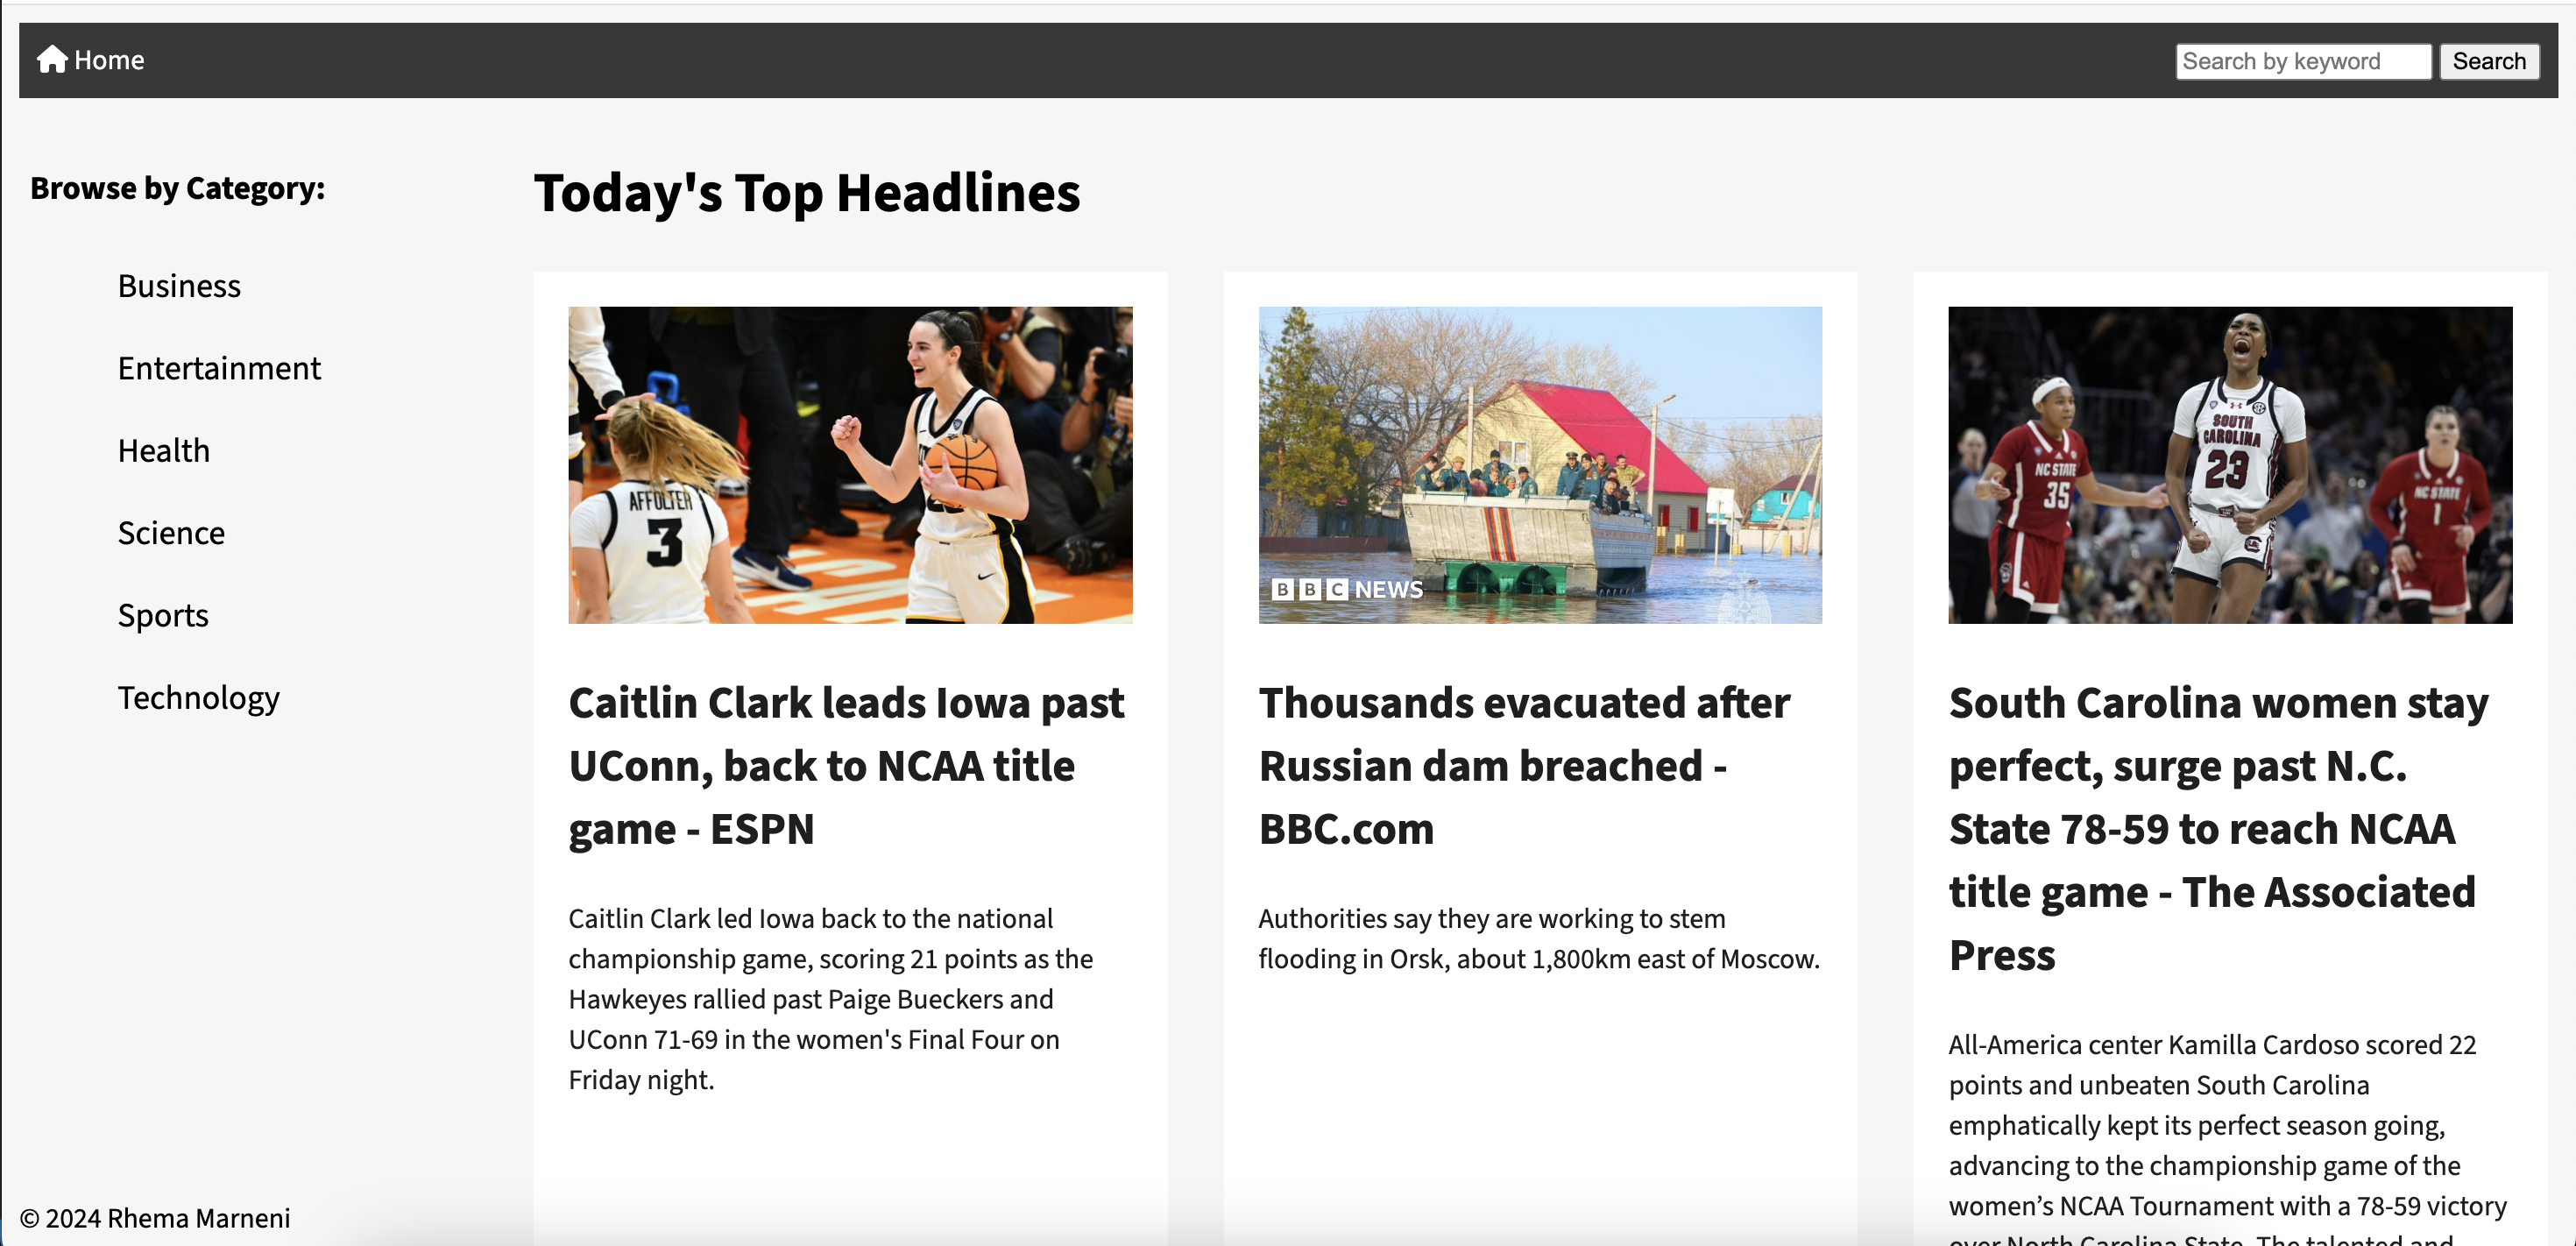 Home
Search by keyword
Search
Browse by Category:
Business
Entertainment
Health
Science
Sports
Technology
© 2024 Rhema Marneni
Today's Top Headlines
AFFOLTER
3
Caitlin Clark leads Iowa past
UConn, back to NCAA title
game - ESPN
Caitlin Clark led Iowa back to the national
championship game, scoring 21 points as the
Hawkeyes rallied past Paige Bueckers and
UConn 71-69 in the women's Final Four on
Friday night.
BBC NEWS
Thousands evacuated after
Russian dam breached -
BBC.com
Authorities say they are working to stem
flooding in Orsk, about 1,800km east of Moscow.
NC STATE
35
SOUTH
CAROLINA
23
NC STATE
1
South Carolina women stay
perfect, surge past N.C.
State 78-59 to reach NCAA
title game - The Associated
Press
All-America center Kamilla Cardoso scored 22
points and unbeaten South Carolina
emphatically kept its perfect season going,
advancing to the championship game of the
women’s NCAA Tournament with a 78-59 victory
over North Carolina State. The talented and